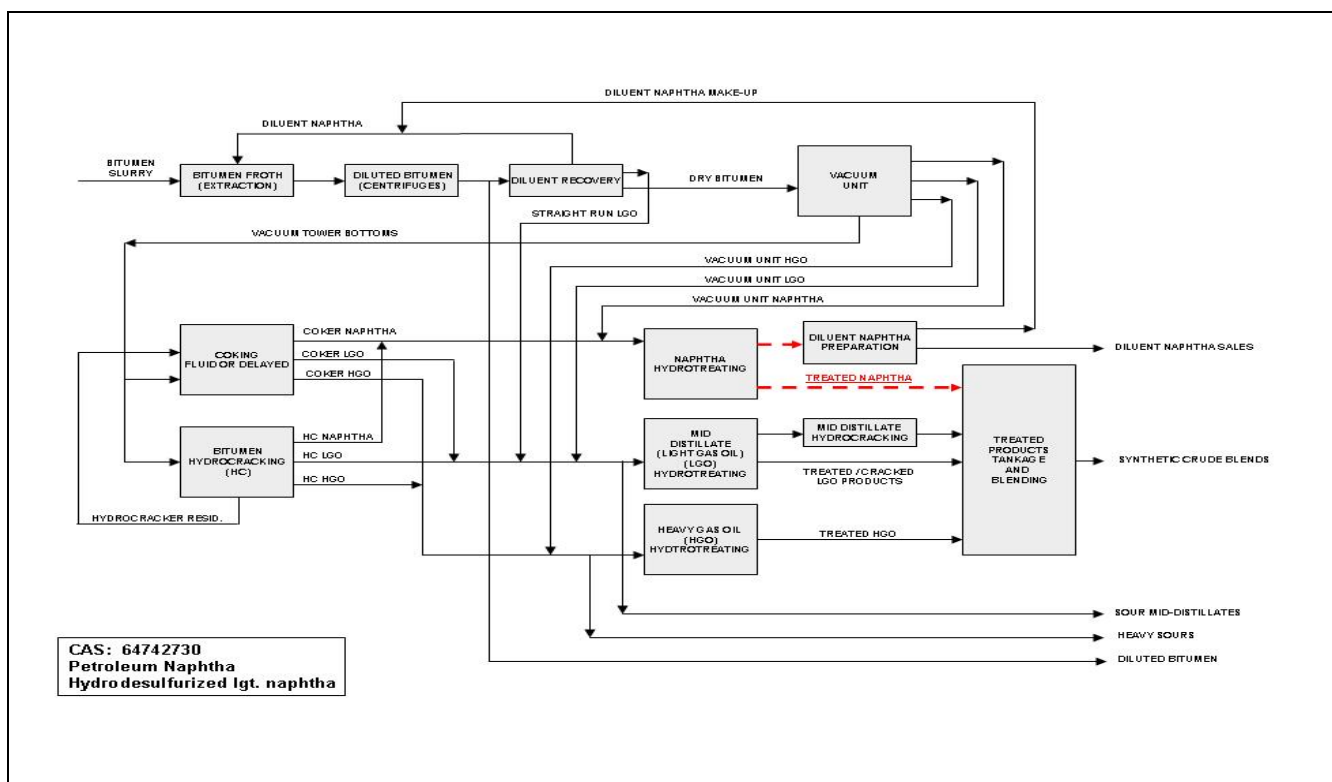 DILUENT NAPHTHA MAKE-UP
DILUENT NAPHTHA
BITUMEN
SLURRY
BITUMEN FROTH
(EXTRACTION)
DILUTED BITUMEN
(CENTRIFUGES)
DILUENT RECOVERY
DRY BITUMEN
VACUUM
UNIT
STRAIGHT RUN LGO
VACUUM TOWER BOTTOMS
VACUUM UNIT HGO
VACUUM UNIT LGO
VACUUM UNIT NAPHTHA
COKING
FLUID OR DELAYED
COKER NAPHTHA
COKER LGO
COKER HGO
NAPHTHA
HYDROTREATING
DILUENT NAPHTHA
PREPARATION
DILUENT NAPHTHA SALES
TREATED NAPHTHA
BITUMEN
HYDROCRACKING
(HC)
HC NAPHTHA
HC LGO
HC HGO
MID
DISTILLATE
(LIGHT GAS OIL)
(LGO)
HYDROTREATING
MID DISTILLATE
HYDROCRACKING
TREATED / CRACKED
LGO PRODUCTS
TREATED
PRODUCTS
TANKAGE
AND
BLENDING
SYNTHETIC CRUDE BLENDS
HYDROCRACKER RESID.
HEAVY GAS OIL
(HGO)
HYDTROTREATING
TREATED HGO
SOUR MID-DISTILLATES
HEAVY SOURS
DILUTED BITUMEN
CAS: 64742730
Petroleum Naphtha
Hydrodesulfurized lgt. naphtha